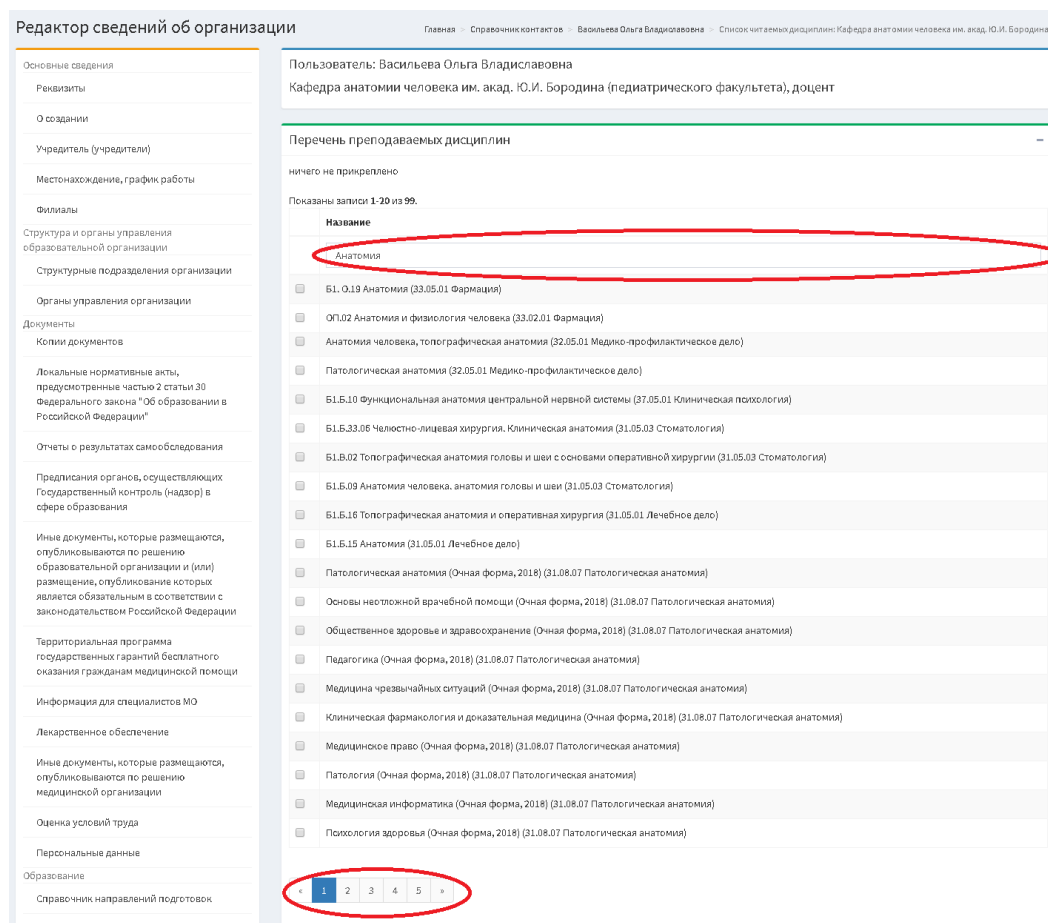 Редактор сведений об организации
Главная > Справочник контактов > Васильева Ольга Владиславовна > Список читаемых дисциплин: Кафедра анатомии человека им. акад. Ю.И. Бородина
Основные сведения
Реквизиты
О создании
Учредитель (учредители)
Местонахождение, график работы
Филиалы
Структура и органы управления
образовательной организации
Структурные подразделения организации
Органы управления организации
Документы
Копии документов
Локальные нормативные акты,
предусмотренные частью 2 статьи 30
Федерального закона "Об образовании в
Российской Федерации"
Отчеты о результатах самообследования
Предписания органов, осуществляющих
Государственный контроль (надзор) в
сфере образования
Иные документы, которые размещаются,
опубликовываются по решению
образовательной организации и (или)
размещение, опубликование которых
является обязательным в соответствии с
законодательством Российской Федерации
Территориальная программа
государственных гарантий бесплатного
оказания гражданам медицинской помощи
Информация для специалистов МО
Лекарственное обеспечение
Иные документы, которые размещаются,
опубликовываются по решению
медицинской организации
Оценка условий труда
Персональные данные
Образование
Справочник направлений подготовок
Пользователь: Васильева Ольга Владиславовна
Кафедра анатомии человека им. акад. Ю.И. Бородина (педиатрического факультета), доцент
Перечень преподаваемых дисциплин
ничего не прикреплено
Показаны записи 1-20 из 99.
Название
Анатомия
Б1. О.19 Анатомия (33.05.01 Фармация)
ОП.02 Анатомия и физиология человека (33.02.01 Фармация)
Анатомия человека, топографическая анатомия (32.05.01 Медико-профилактическое дело)
Патологическая анатомия (32.05.01 Медико-профилактическое дело)
Б1.Б.10 Функциональная анатомия центральной нервной системы (37.05.01 Клиническая психология)
Б1.Б.33.06 Челюстно-лицевая хирургия. Клиническая анатомия (31.05.03 Стоматология)
Б1.В.02 Топографическая анатомия головы и шеи с основами оперативной хирургии (31.05.03 Стоматология)
Б1.Б.09 Анатомия человека. анатомия головы и шеи (31.05.03 Стоматология)
Б1.Б.16 Топографическая анатомия и оперативная хирургия (31.05.01 Лечебное дело)
Б1.Б.15 Анатомия (31.05.01 Лечебное дело)
Патологическая анатомия (Очная форма, 2018) (31.08.07 Патологическая анатомия)
Основы неотложной врачебной помощи (Очная форма, 2018) (31.08.07 Патологическая анатомия)
Общественное здоровье и здравоохранение (Очная форма, 2018) (31.08.07 Патологическая анатомия)
Педагогика (Очная форма, 2018) (31.08.07 Патологическая анатомия)
Медицина чрезвычайных ситуаций (Очная форма, 2018) (31.08.07 Патологическая анатомия)
Клиническая фармакология и доказательная медицина (Очная форма, 2018) (31.08.07 Патологическая анатомия)
Медицинское право (Очная форма, 2018) (31.08.07 Патологическая анатомия)
Патология (Очная форма, 2018) (31.08.07 Патологическая анатомия)
Медицинская информатика (Очная форма, 2018) (31.08.07 Патологическая анатомия)
Психология здоровья (Очная форма, 2018) (31.08.07 Патологическая анатомия)
« 1 2 3 4 5 »